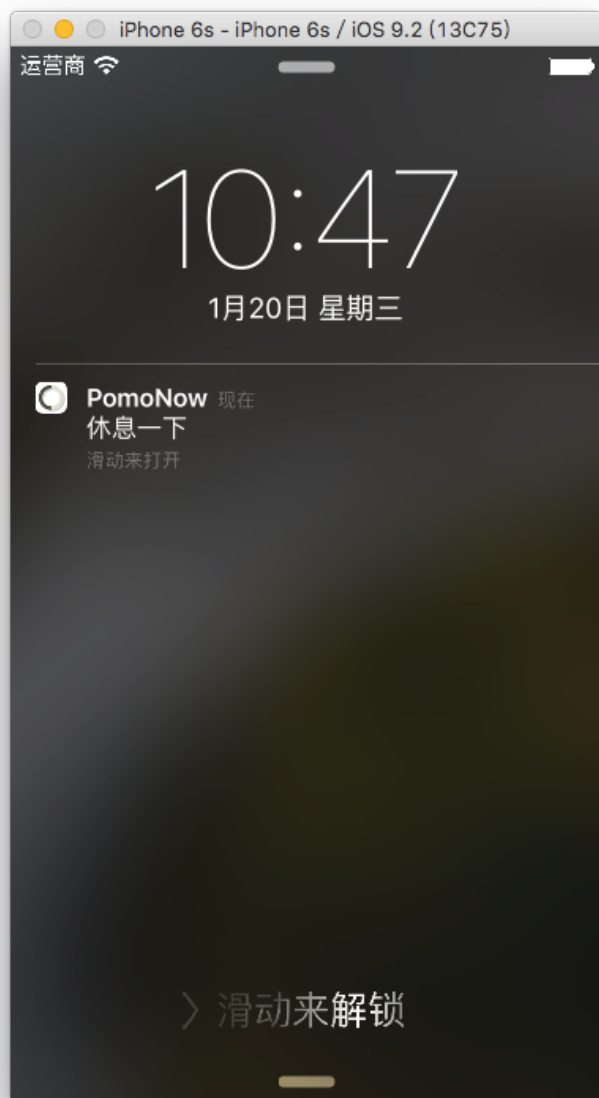 iPhone 6s - iPhone 6s / iOS 9.2 (13C75)
运营商
10:47
1月20日 星期三
PomoNow 现在
休息一下
滑动来打开
〉滑动来解锁